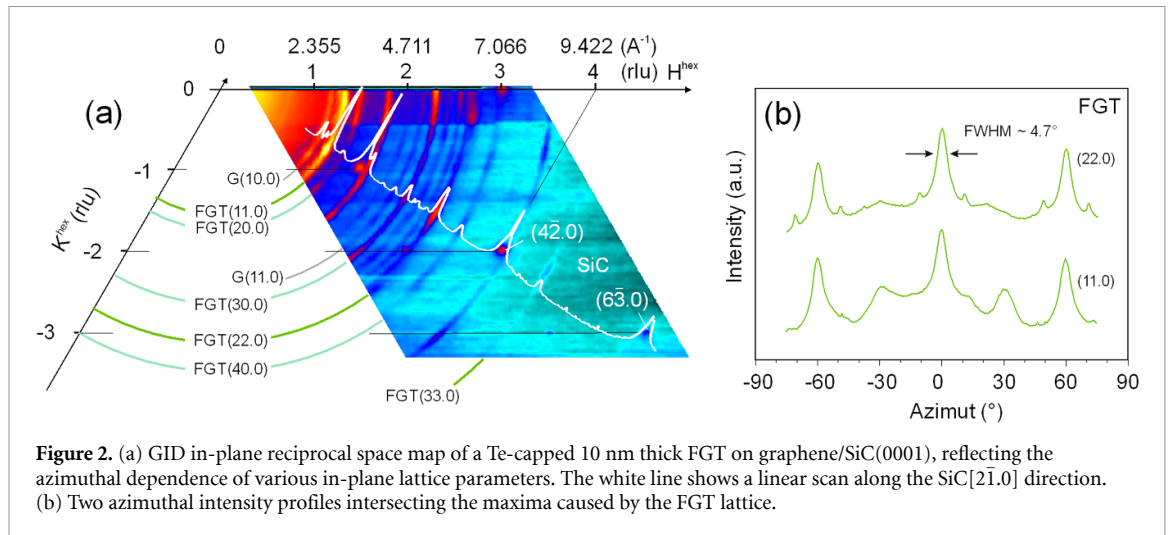 0 2.355 4.711 7.066 9.422 (A⁻¹)
1 2 3 4 (rlu) Hʰᵉˣ
0
(a)
-1
G(10.0)
FGT(11.0)
FGT(20.0)
Kʰᵉˣ (rlu)
-2
(42̄.0)
SiC
G(11.0)
(63̄.0)
FGT(30.0)
-3
FGT(22.0)
FGT(40.0)
FGT(33.0)
(b)
FGT
FWHM ~ 4.7°
(22.0)
Intensity (a.u.)
(11.0)
-90 -60 -30 0 30 60 90
Azimut (°)
Figure 2. (a) GID in-plane reciprocal space map of a Te-capped 10 nm thick FGT on graphene/SiC(0001), reflecting the
azimuthal dependence of various in-plane lattice parameters. The white line shows a linear scan along the SiC[21̄.0] direction.
(b) Two azimuthal intensity profiles intersecting the maxima caused by the FGT lattice.